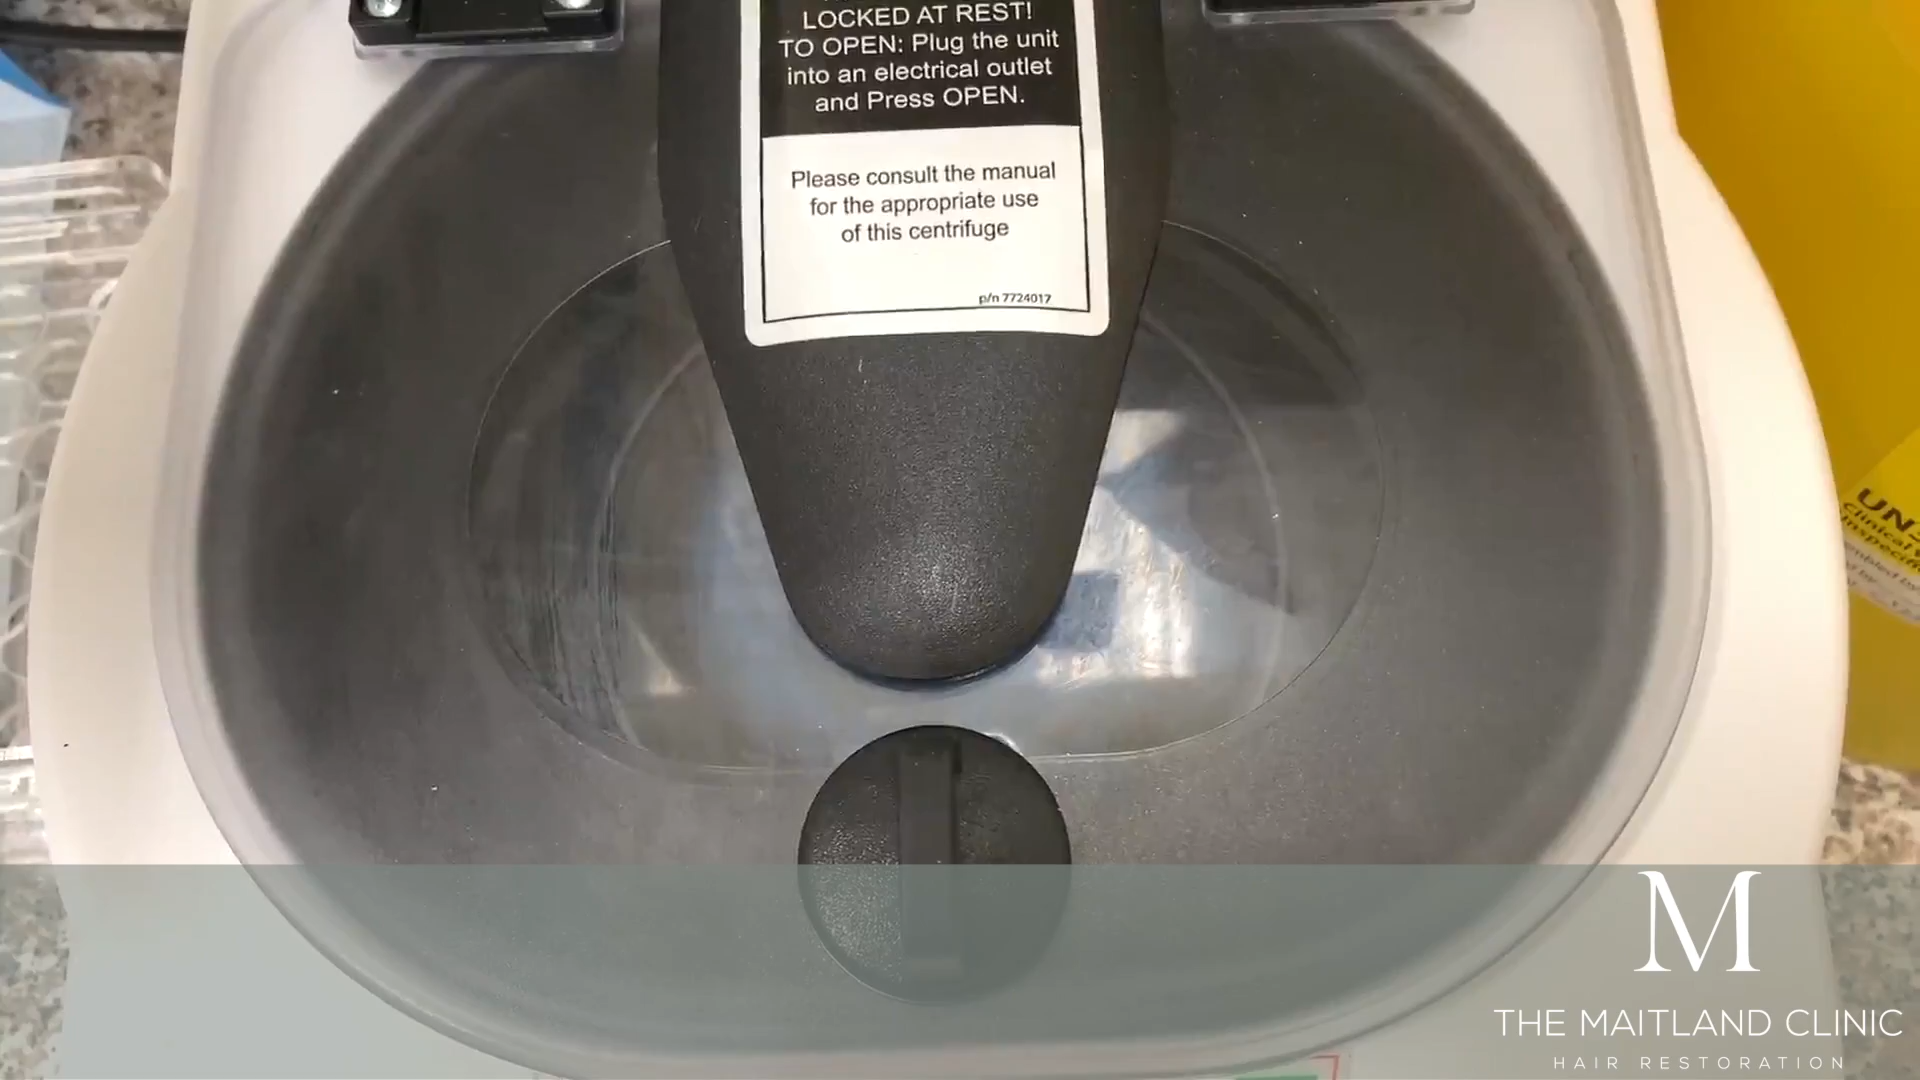 LOCKED AT REST!
TO OPEN: Plug the unit
into an electrical outlet
and Press OPEN.
Please consult the manual
for the appropriate use
of this centrifuge
p/n 7724017
M
THE MAITLAND CLINIC
HAIR RESTORATION